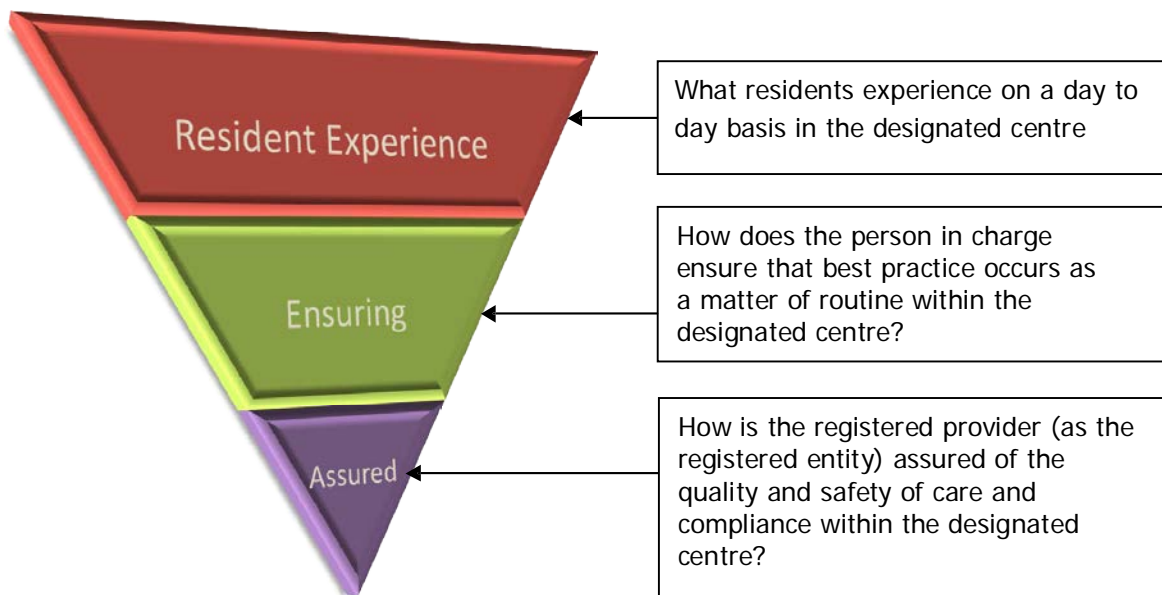 Resident Experience
What residents experience on a day to
day basis in the designated centre
Ensuring
How does the person in charge
ensure that best practice occurs as
a matter of routine within the
designated centre?
Assured
How is the registered provider (as the
registered entity) assured of the
quality and safety of care and
compliance within the designated
centre?